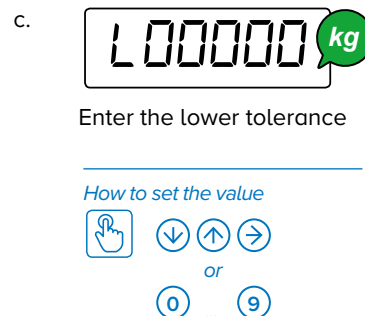 c.
L00000 kg
Enter the lower tolerance
How to set the value
or
0 9